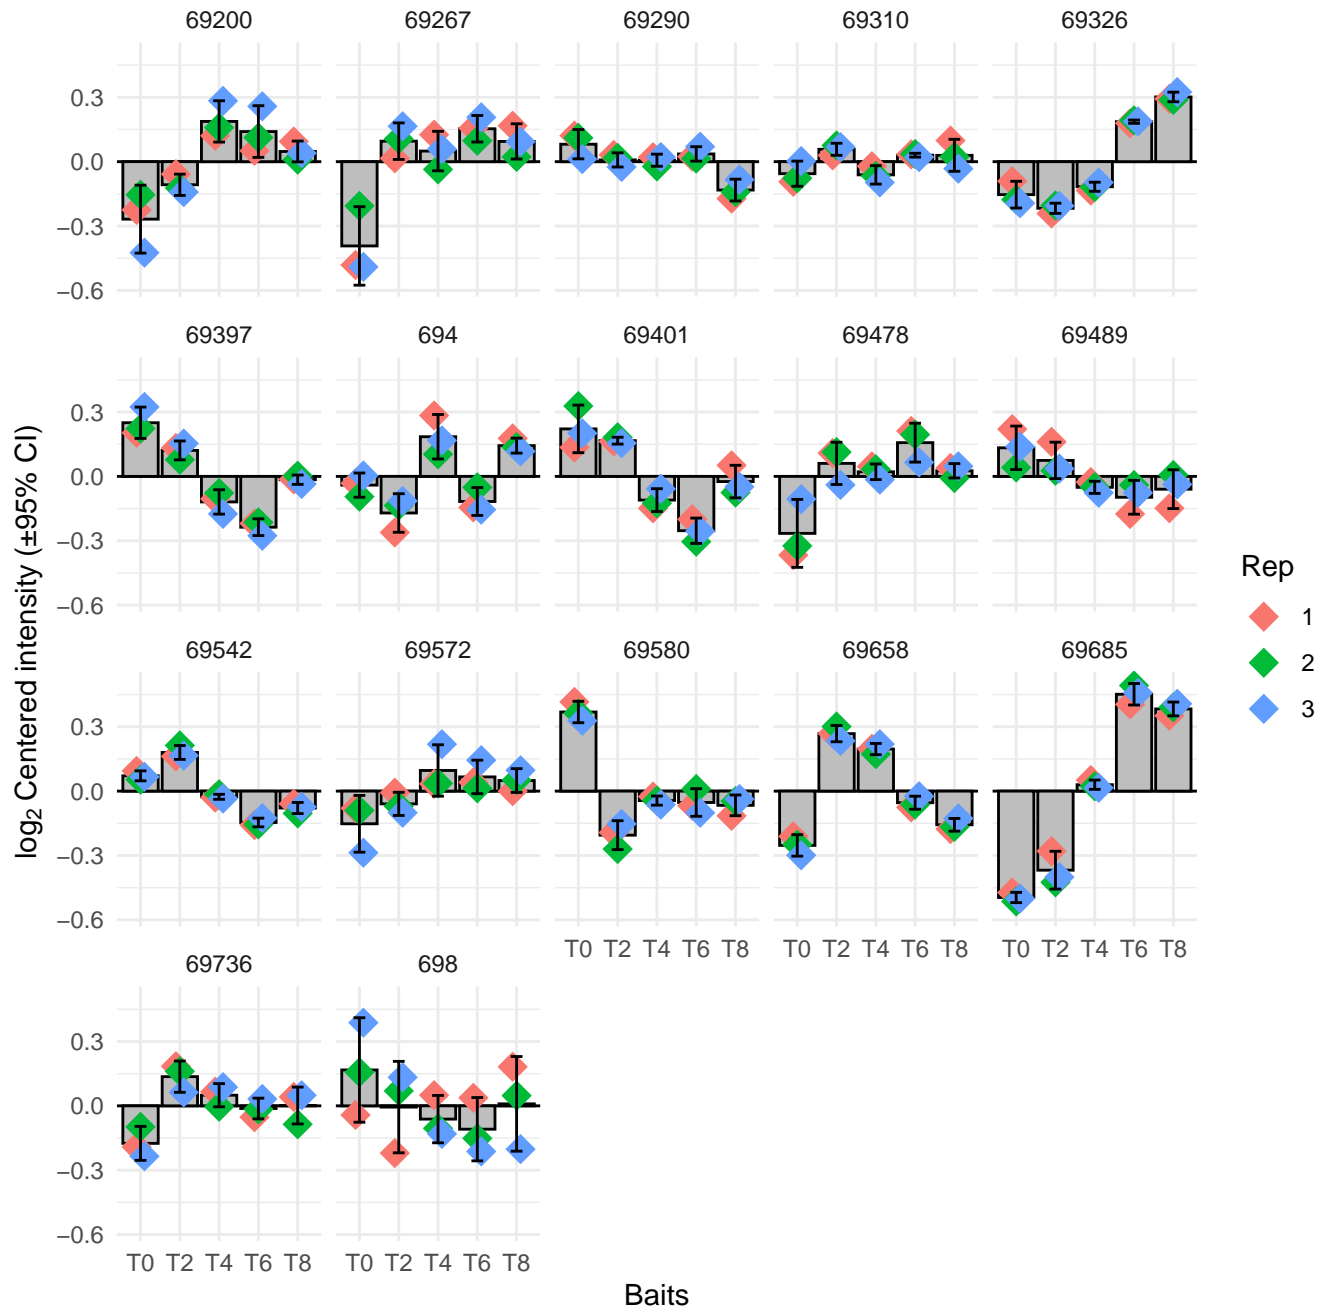 69200 69267 69290 69310 69326
0.3
0.0
−0.3
−0.6
69397 694 69401 69478 69489
0.3
0.0
−0.3
−0.6
69542 69572 69580 69658 69685
0.3
0.0
−0.3
−0.6
T0 T2 T4 T6 T8 T0 T2 T4 T6 T8 T0 T2 T4 T6 T8
69736 698
0.3
0.0
−0.3
−0.6
T0 T2 T4 T6 T8 T0 T2 T4 T6 T8
Baits
log₂ Centered intensity (±95% CI)
Rep
1
2
3